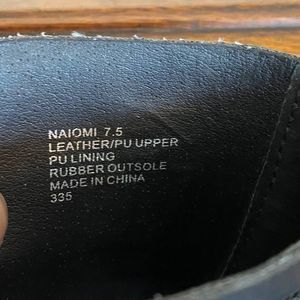 NAIOMI 7.5
LEATHER/PU UPPER
PU LINING
RUBBER OUTSOLE
MADE IN CHINA
335